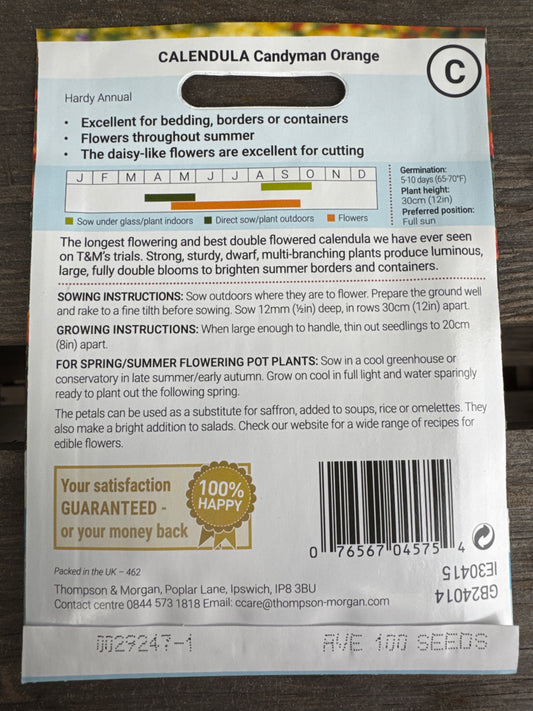 CALENDULA Candyman Orange
C
Hardy Annual
• Excellent for bedding, borders or containers
• Flowers throughout summer
• The daisy-like flowers are excellent for cutting
J F M A M J J A S O N D
Sow under glass/plant indoors Direct sow/plant outdoors Flowers
Germination:
5-10 days (65-70°F)
Plant height:
30cm (12in)
Preferred position:
Full sun
The longest flowering and best double flowered calendula we have ever seen
on T&M's trials. Strong, sturdy, dwarf, multi-branching plants produce luminous,
large, fully double blooms to brighten summer borders and containers.
SOWING INSTRUCTIONS: Sow outdoors where they are to flower. Prepare the ground well
and rake to a fine tilth before sowing. Sow 12mm (½in) deep, in rows 30cm (12in) apart.
GROWING INSTRUCTIONS: When large enough to handle, thin out seedlings to 20cm
(8in) apart.
FOR SPRING/SUMMER FLOWERING POT PLANTS: Sow in a cool greenhouse or
conservatory in late summer/early autumn. Grow on cool in full light and water sparingly
ready to plant out the following spring.
The petals can be used as a substitute for saffron, added to soups, rice or omelettes. They
also make a bright addition to salads. Check our website for a wide range of recipes for
edible flowers.
Your satisfaction
GUARANTEED -
or your money back
100%
HAPPY
0 76567 04575 4
Packed in the UK – 462
Thompson & Morgan, Poplar Lane, Ipswich, IP8 3BU
Contact centre 0844 573 1818 Email: ccare@thompson-morgan.com
GB24014
IE30415
0029247-1 AVE 100 SEEDS